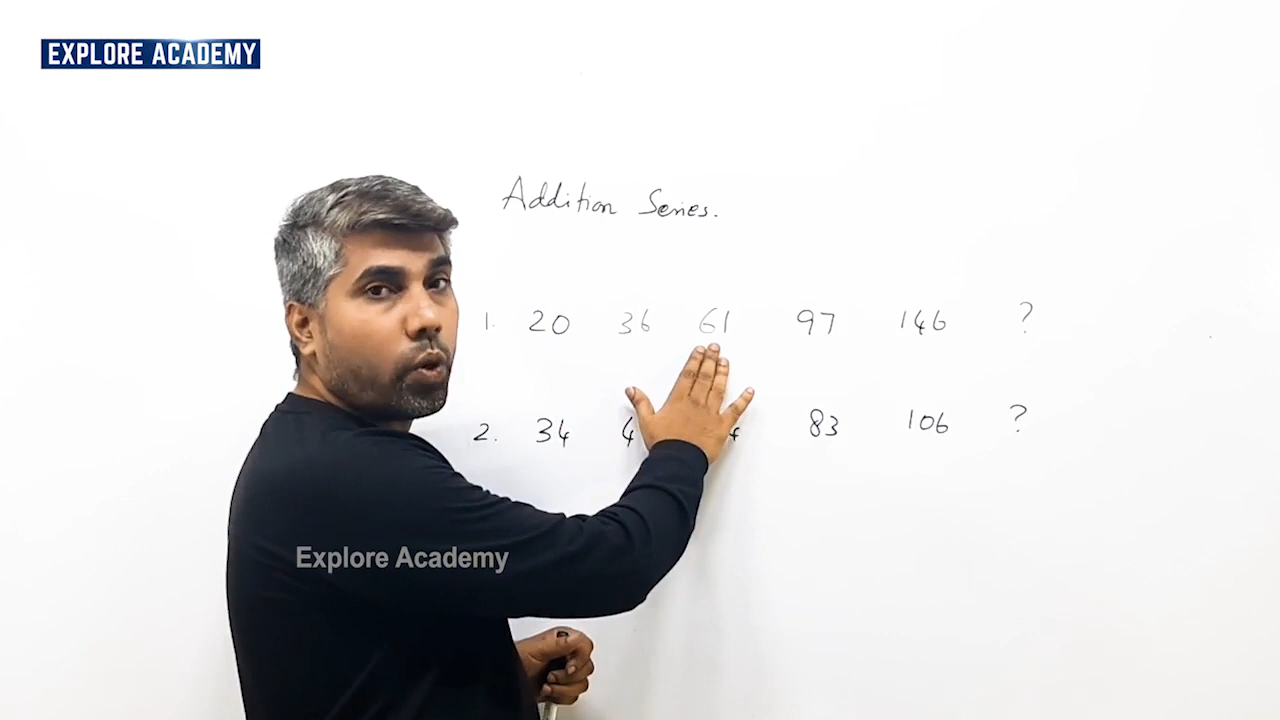 EXPLORE ACADEMY
Addition Series.
1. 20 36 61 97 146 ?
2. 34 83 106 ?
Explore Academy